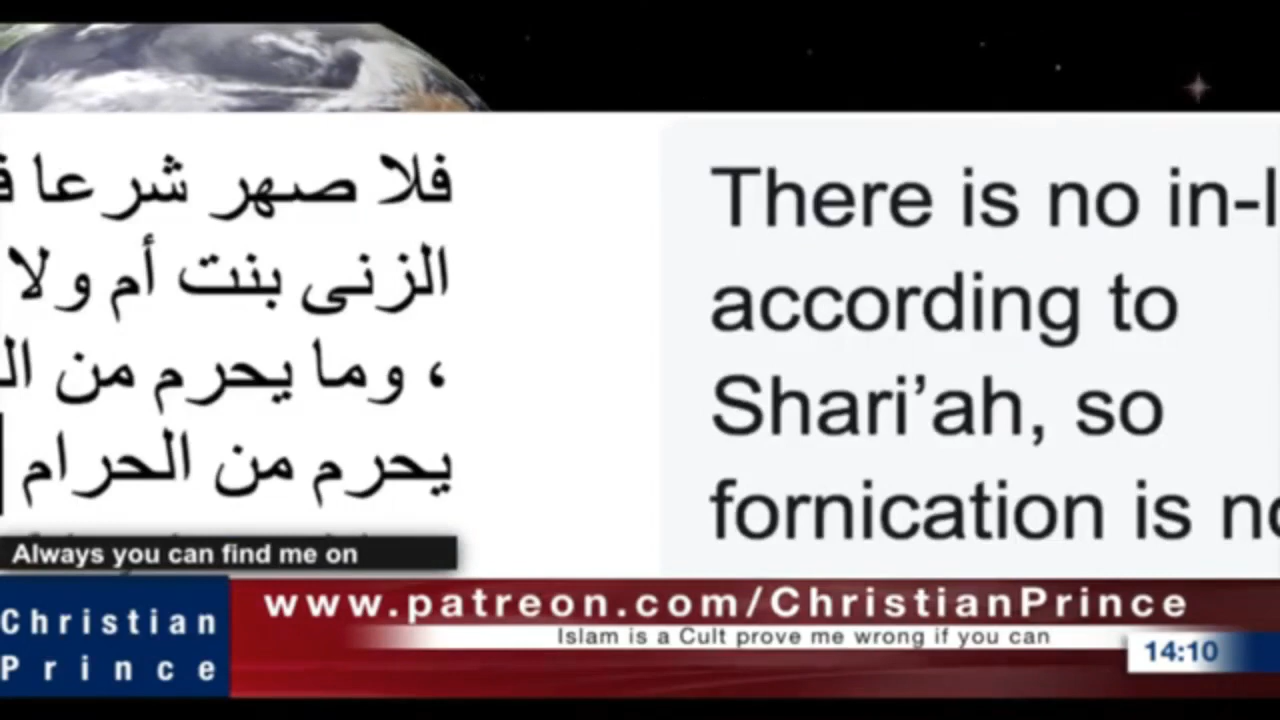 فلا صهر شرعا
الزنى بنت أم ولا
، وما يحرم من
يحرم من الحرام
There is no in-l
according to
Shari’ah, so
fornication is no
Always you can find me on
Christian
Prince
www.patreon.com/ChristianPrince
Islam is a Cult prove me wrong if you can
14:10